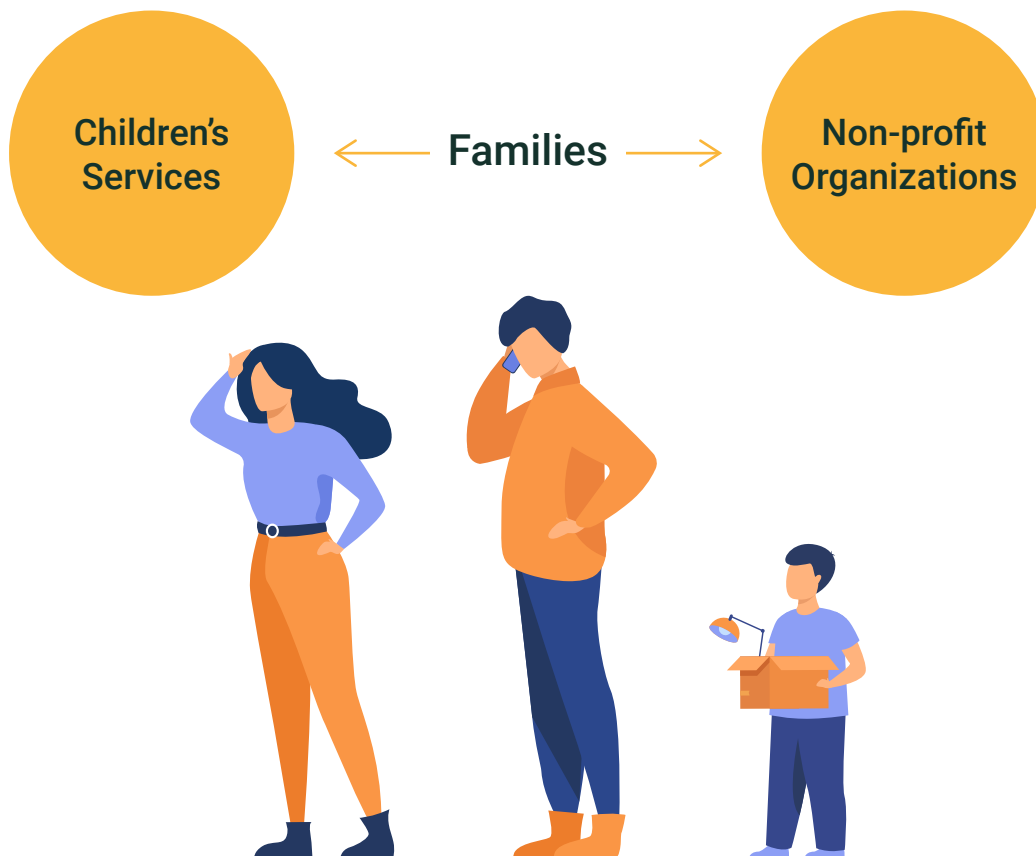 Children’s
Services
Families
Non-profit
Organizations